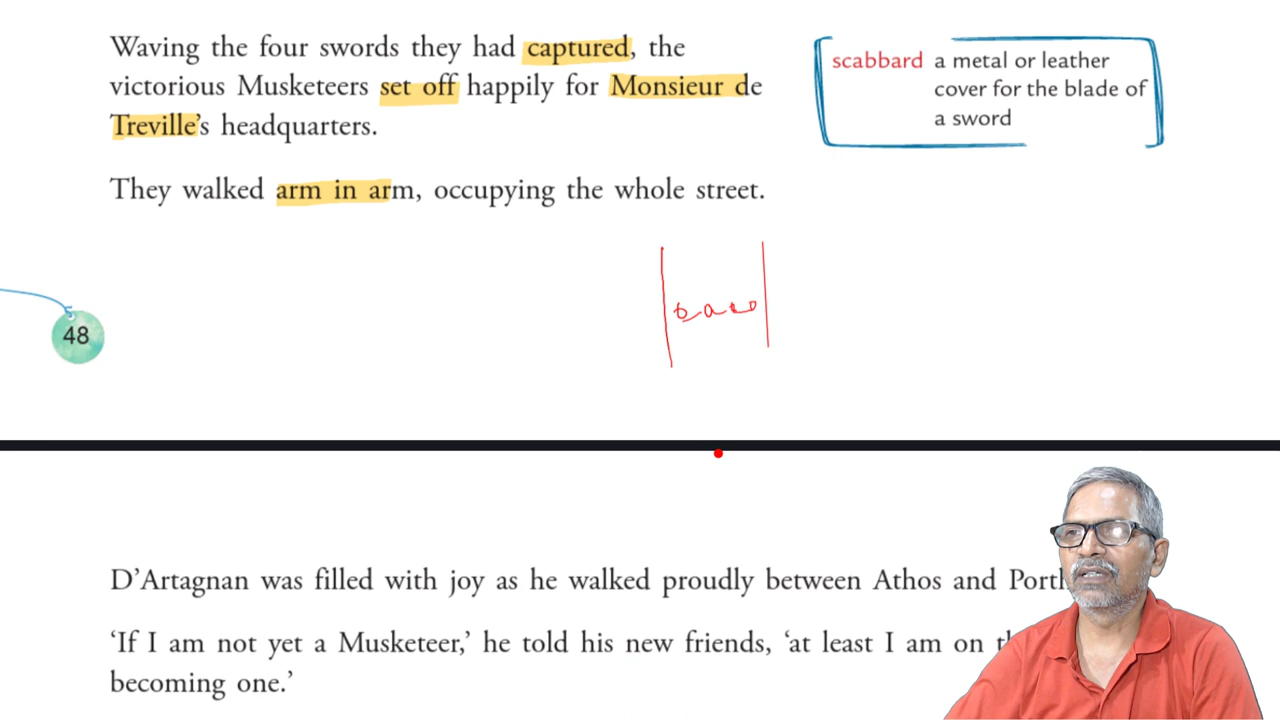 Waving the four swords they had captured, the
victorious Musketeers set off happily for Monsieur de
Treville's headquarters.
They walked arm in arm, occupying the whole street.
scabbard a metal or leather
cover for the blade of
a sword
48
D'Artagnan was filled with joy as he walked proudly between Athos and
‘If I am not yet a Musketeer,’ he told his new friends, ‘at least I am on
becoming one.’